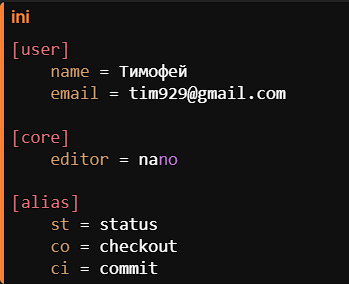 ini
[user]
name = Тимофей
email = tim929@gmail.com
[core]
editor = nano
[alias]
st = status
co = checkout
ci = commit